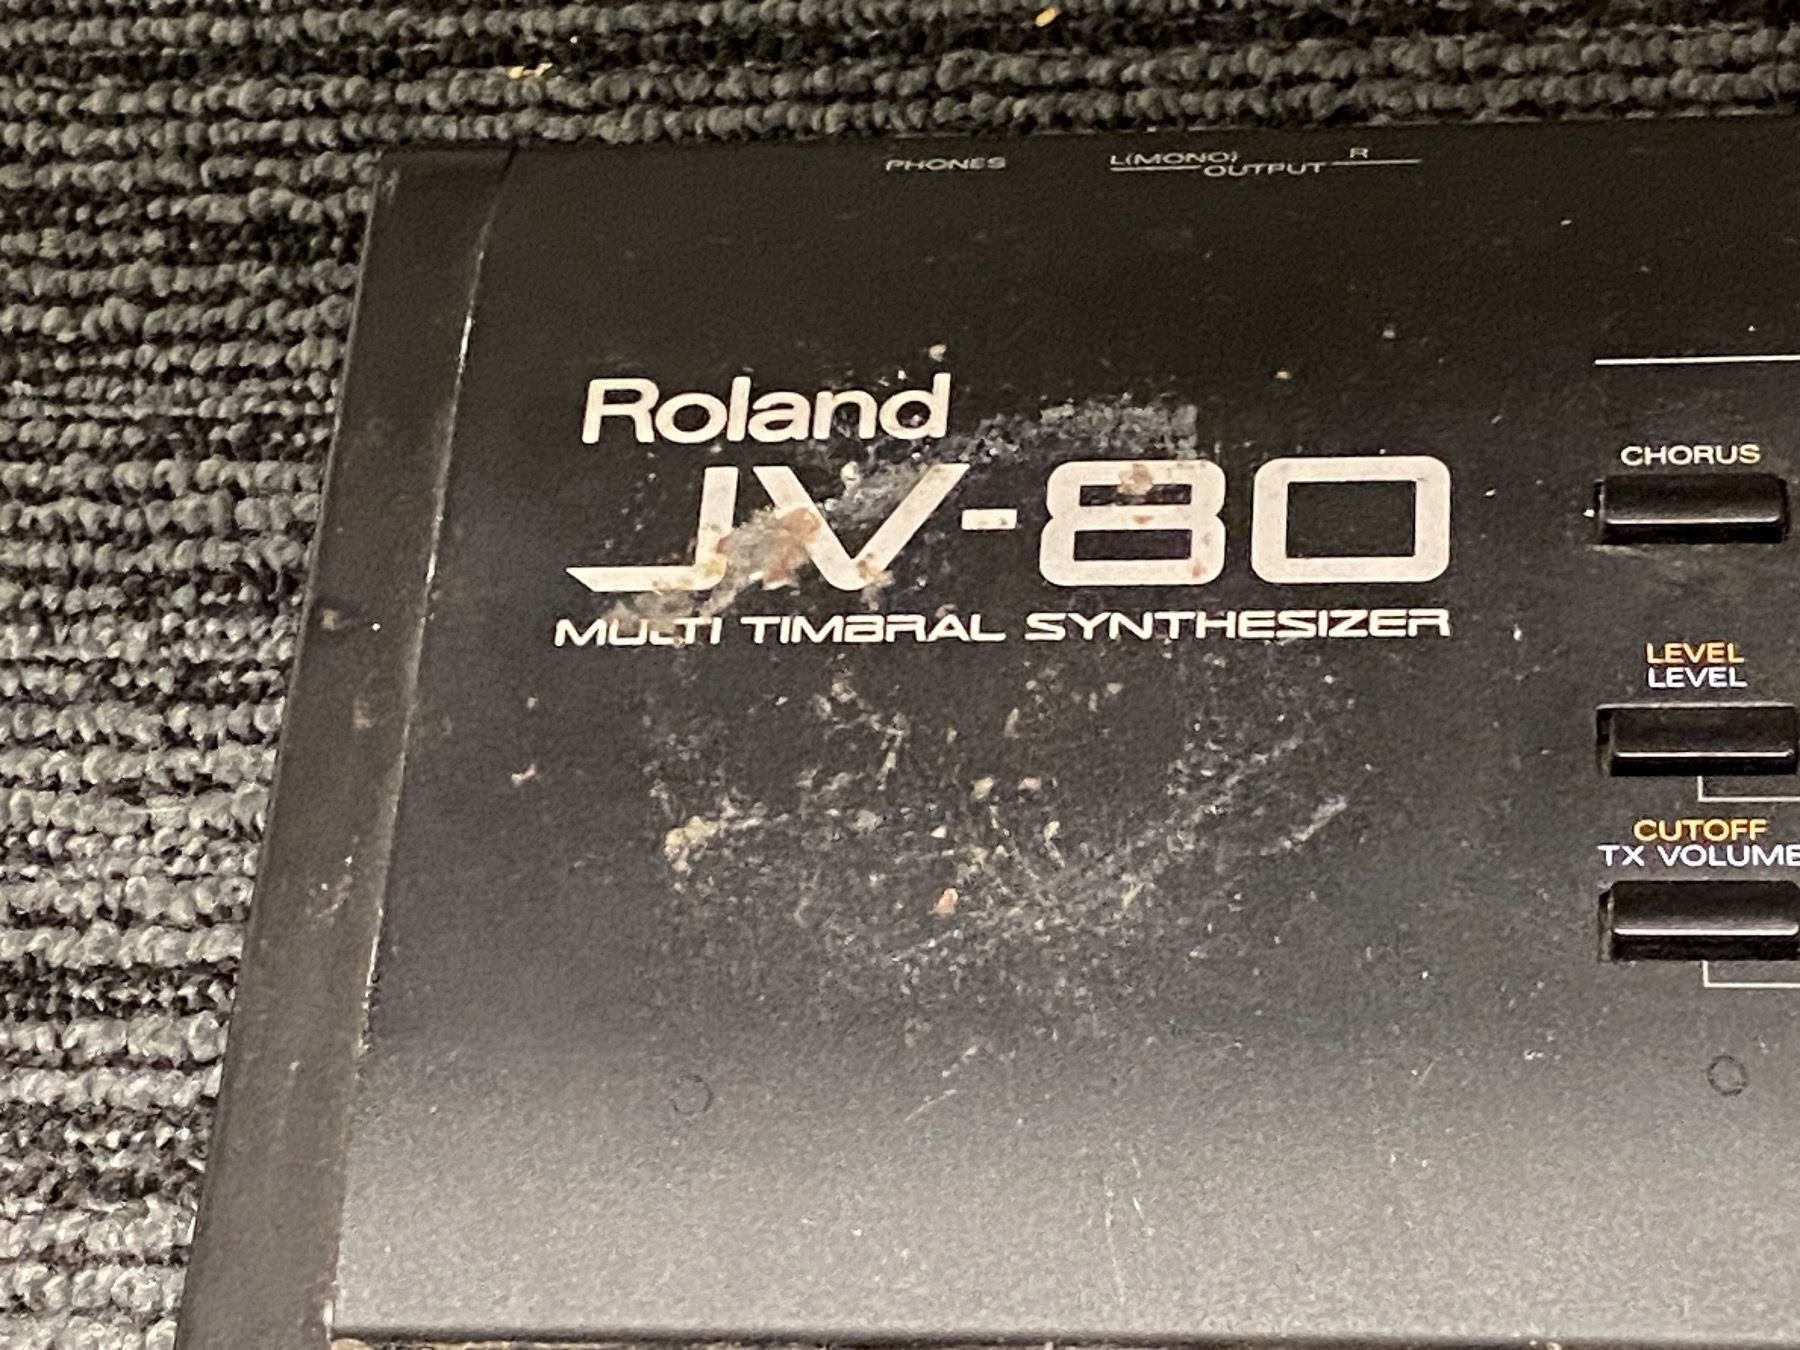 PHONES
L(MONO) R
OUTPUT
Roland
JV-80
MULTI TIMBRAL SYNTHESIZER
CHORUS
LEVEL
LEVEL
CUTOFF
TX VOLUME